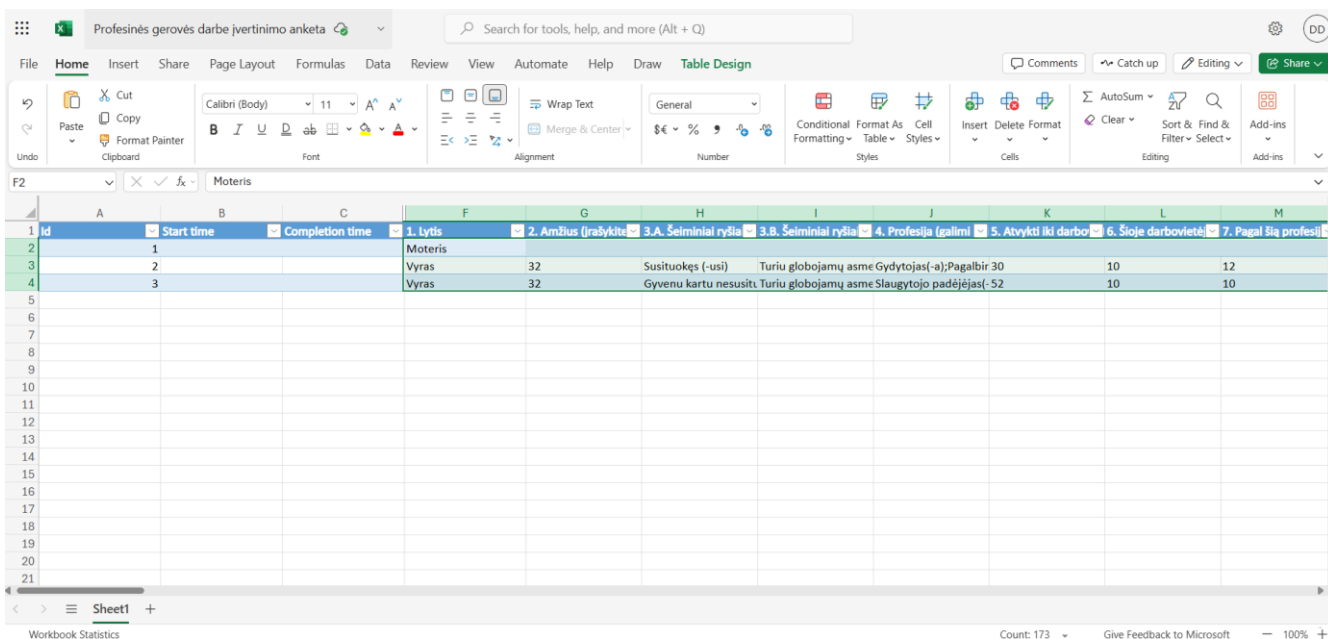 Profesinės gerovės darbe įvertinimo anketa
Search for tools, help, and more (Alt + Q)
DD
File Home Insert Share Page Layout Formulas Data Review View Automate Help Draw Table Design
Comments Catch up Editing Share
Cut Calibri (Body) 11 A^ A˅ Wrap Text General AutoSum
Copy Clear
Paste Format Painter B I U D ab A Merge & Center $€ % 9 Conditional Formatting Format As Table Cell Styles Insert Delete Format Sort & Filter Find & Select Add-ins
Undo Clipboard Font Alignment Number Styles Cells Editing Add-ins
F2 fx Moteris
A B C F G H I J K L M
1 Id Start time Completion time 1. Lytis 2. Amžius (įrašykite 3.A. Šeiminiai ryšia 3.B. Šeiminiai ryšia 4. Profesija (galimi 5. Atvykti iki darbo 6. Šioje darbovietė 7. Pagal šią profesij
2 1 Moteris
3 2 Vyras 32 Susituokęs (-usi) Turiu globojamų asme Gydytojas(-a);Pagalbir 30 10 12
4 3 Vyras 32 Gyvenu kartu nesusitu Turiu globojamų asme Slaugytojo padėjėjas(- 52 10 10
5
6
7
8
9
10
11
12
13
14
15
16
17
18
19
20
21
Sheet1
Workbook Statistics Count: 173 Give Feedback to Microsoft 100%